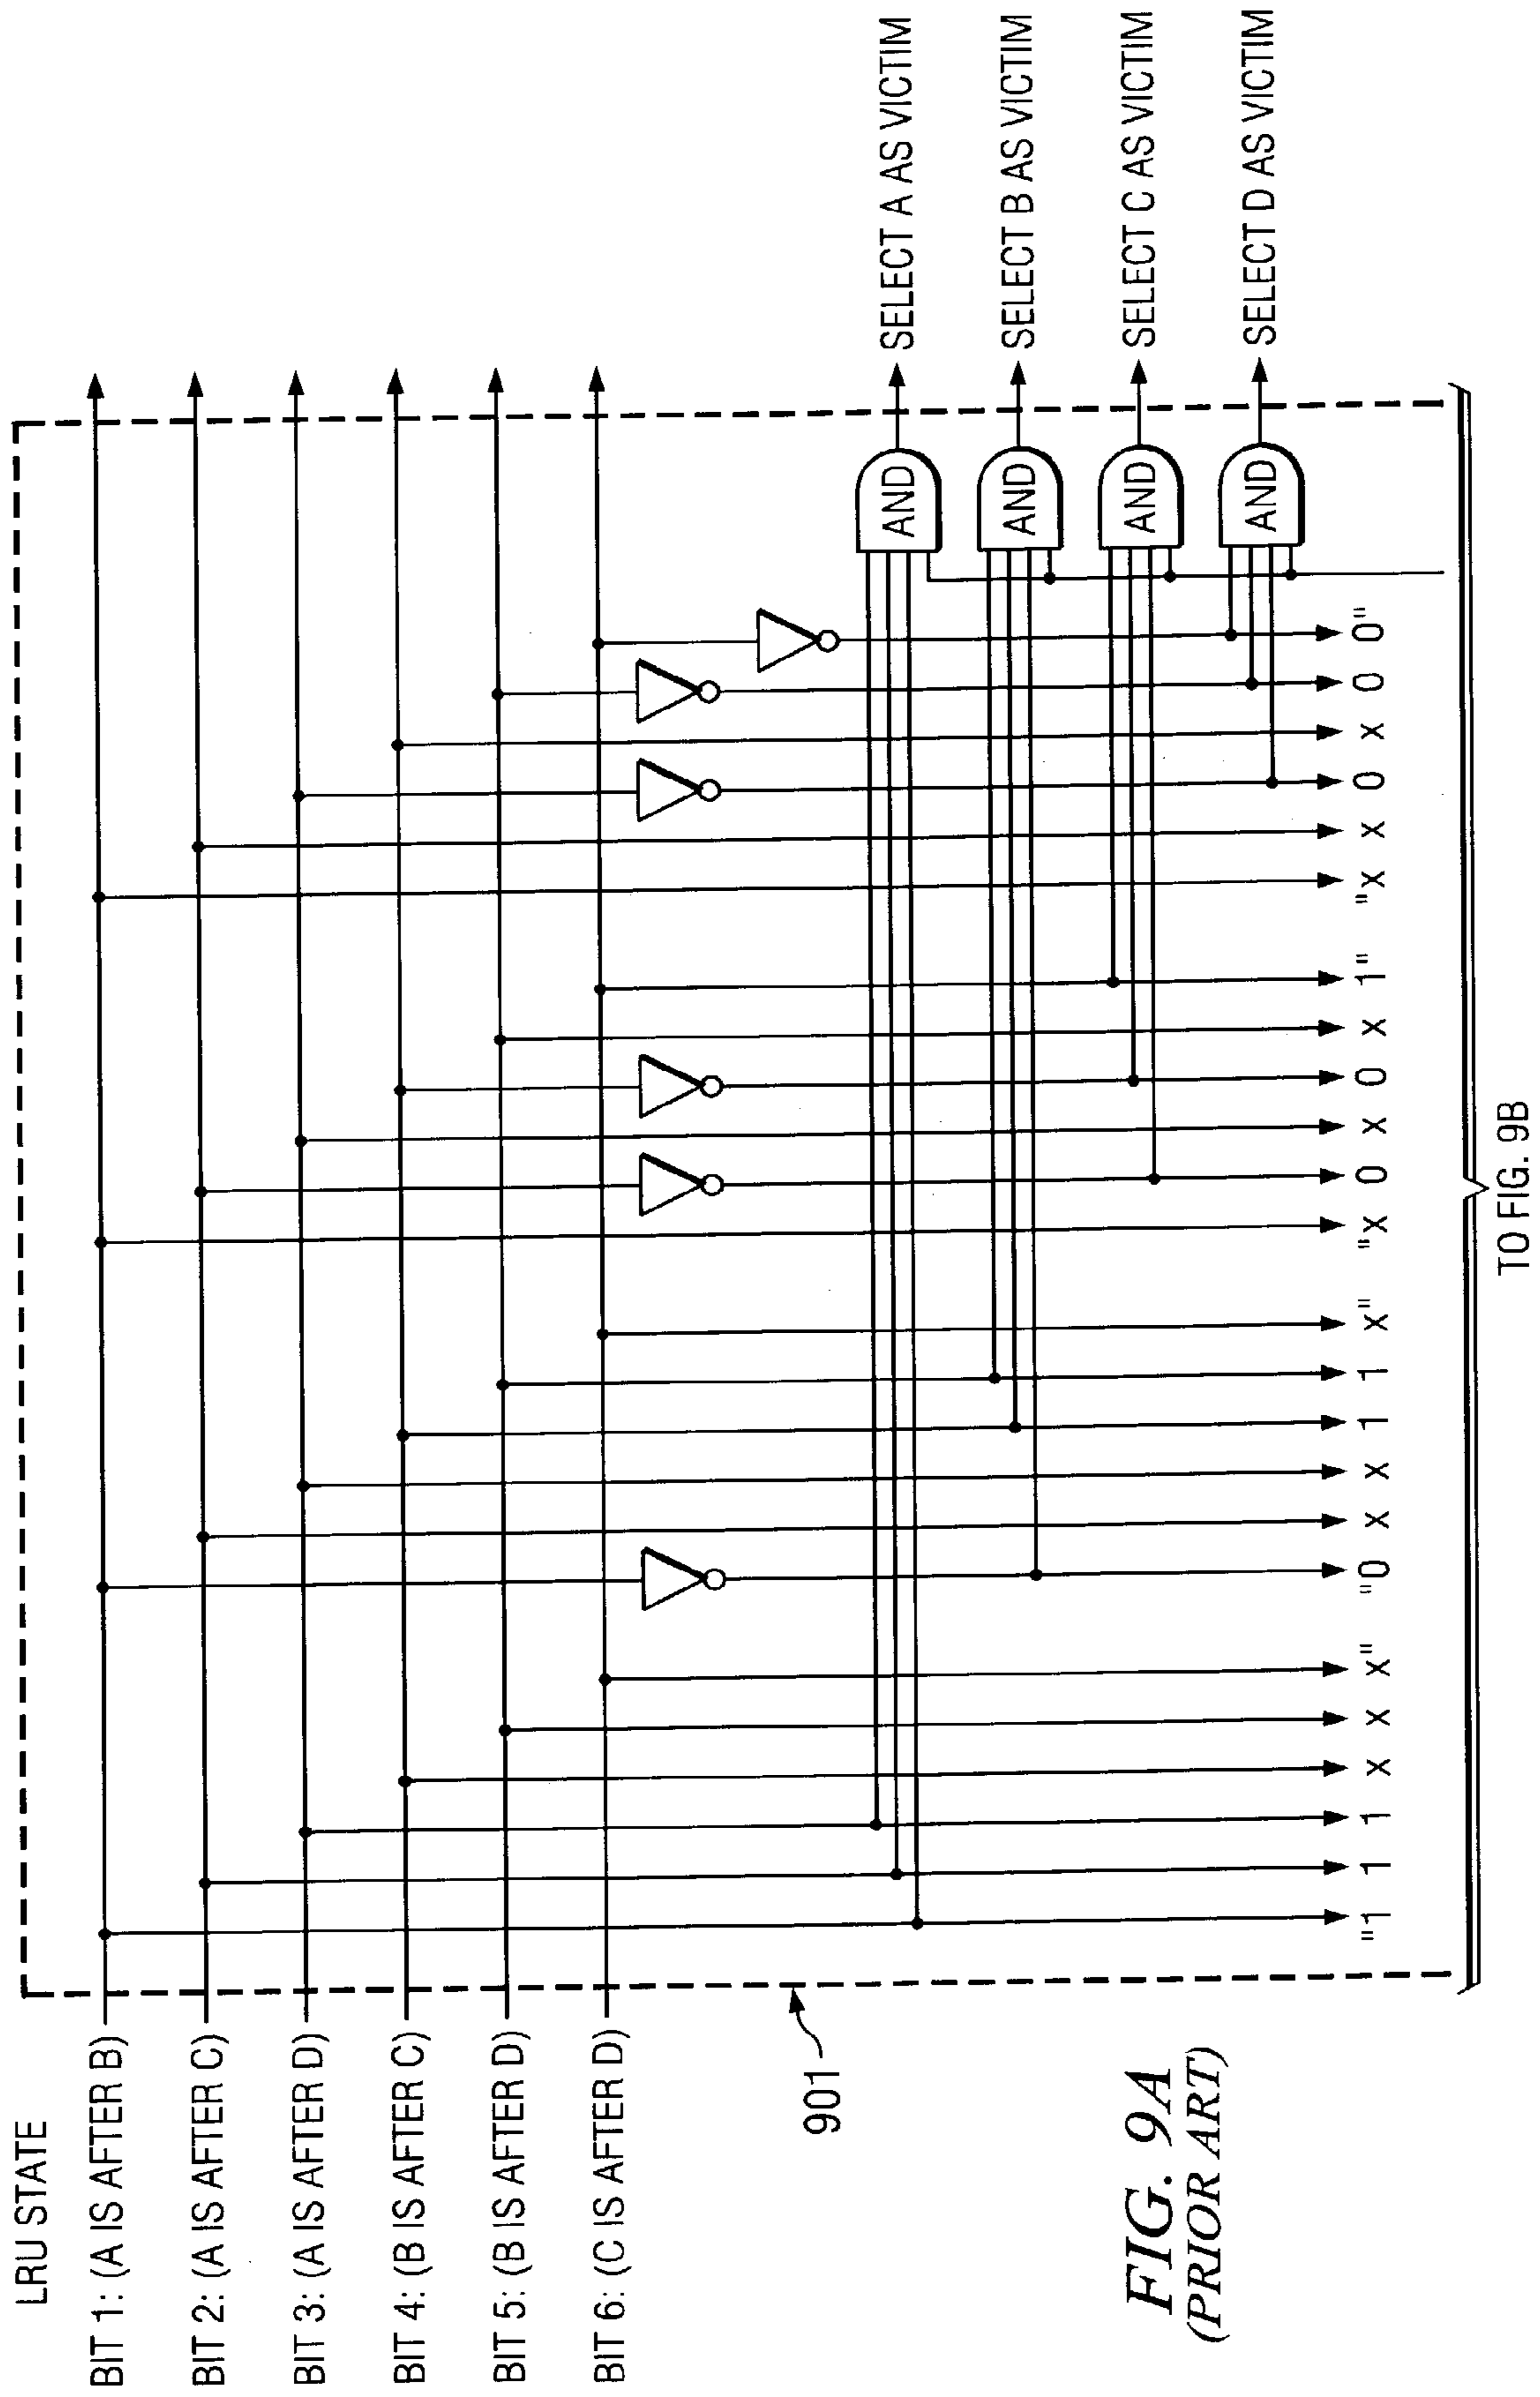 LRU STATE
BIT 1: (A IS AFTER B)
BIT 2: (A IS AFTER C)
BIT 3: (A IS AFTER D)
BIT 4: (B IS AFTER C)
BIT 5: (B IS AFTER D)
BIT 6: (C IS AFTER D)
901
AND
SELECT A AS VICTIM
AND
SELECT B AS VICTIM
AND
SELECT C AS VICTIM
AND
SELECT D AS VICTIM
"1 1 1 X X X" "0 X X 1 1 X" "X 0 X 0 X 1" "X X 0 X 0 0"
TO FIG. 9B
FIG. 9A
(PRIOR ART)